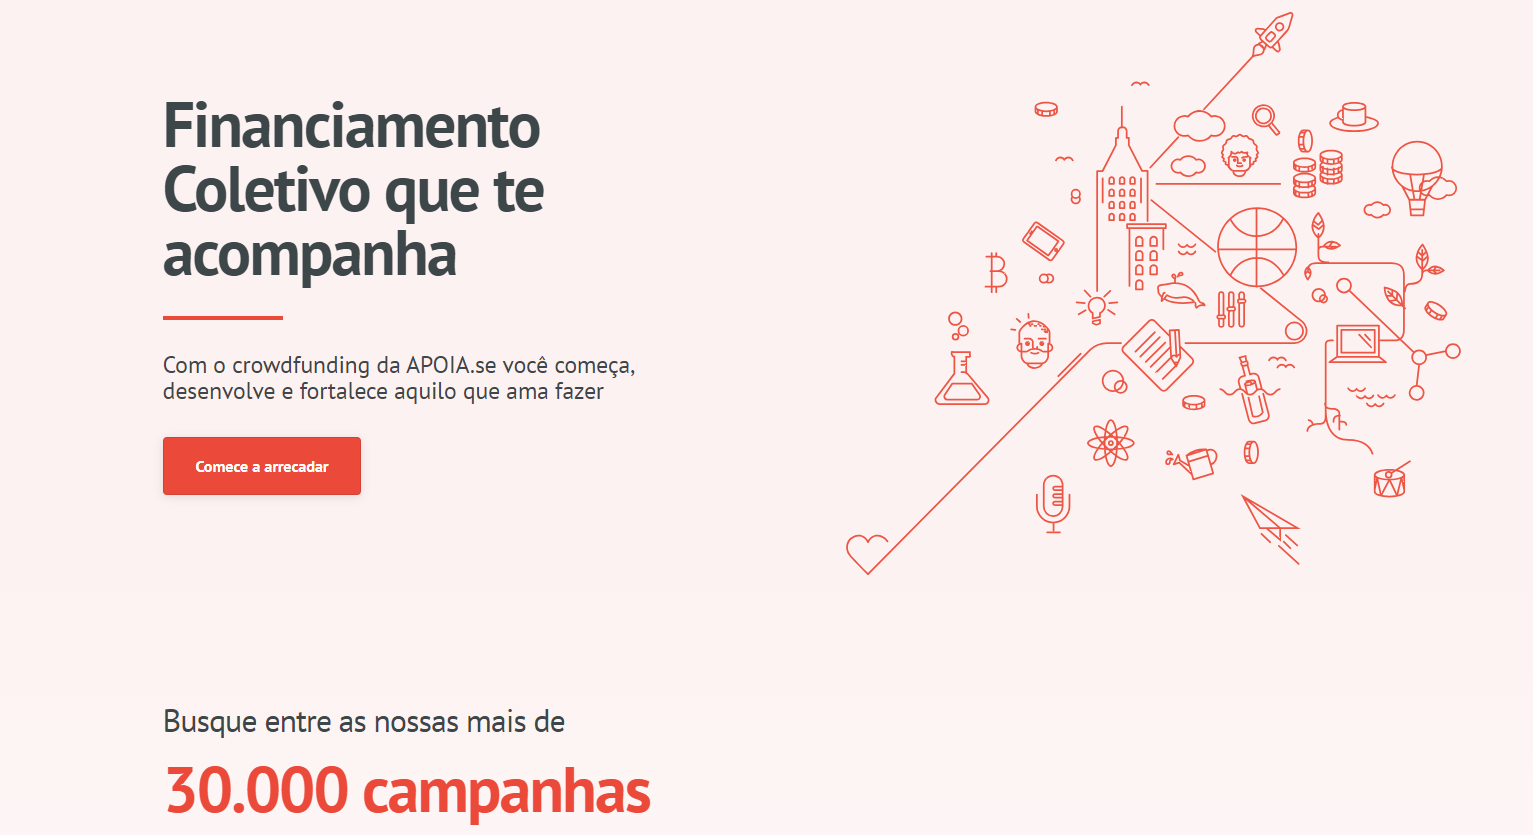 Financiamento
Coletivo que te
acompanha
Com o crowdfunding da APOIA.se você começa,
desenvolve e fortalece aquilo que ama fazer
Comece a arrecadar
Busque entre as nossas mais de
30.000 campanhas